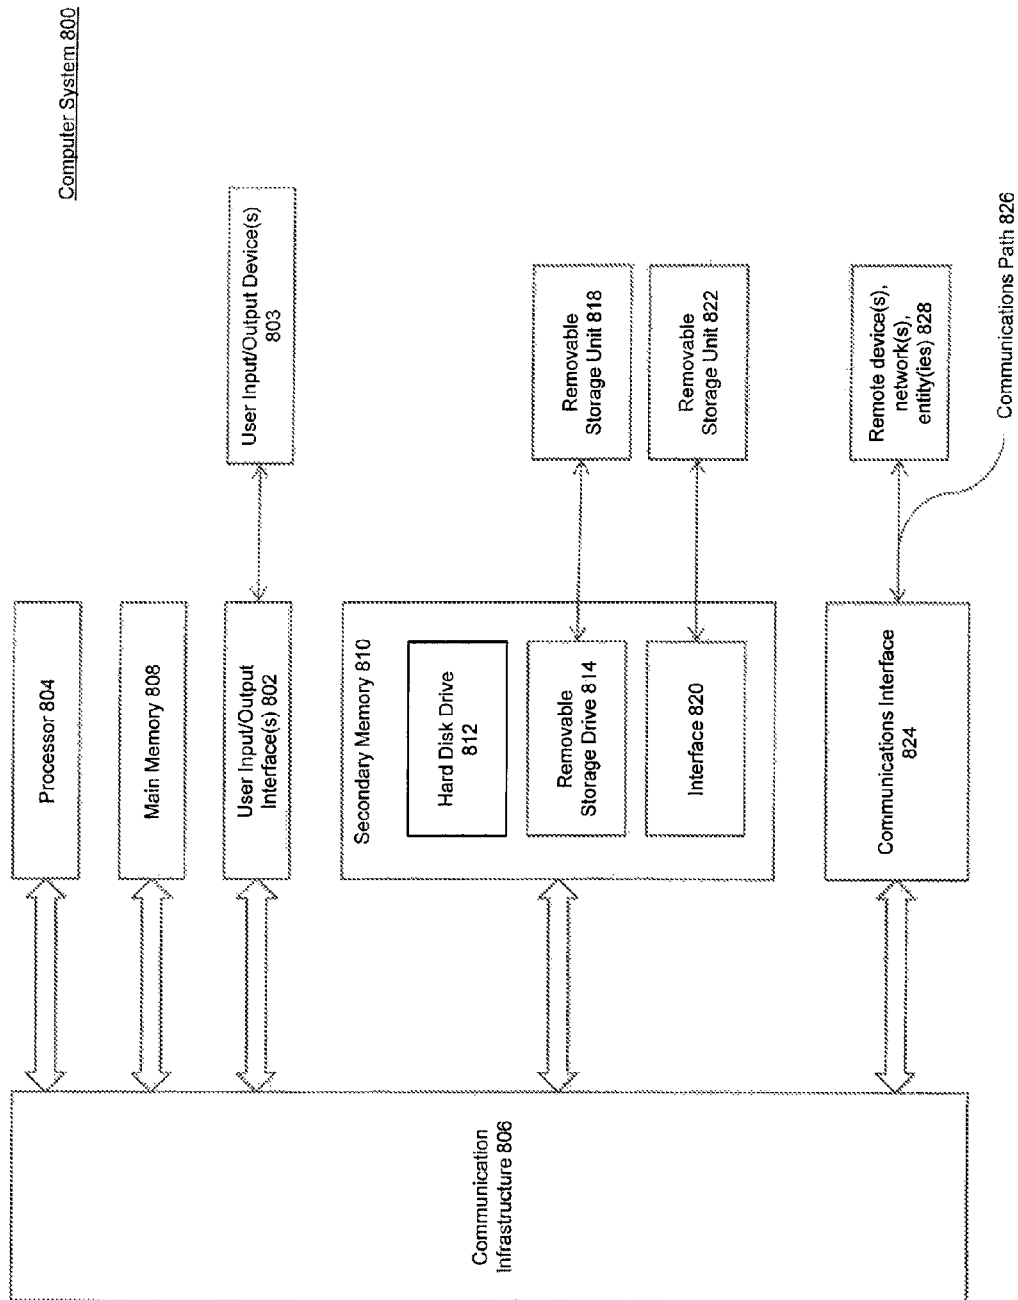 Computer System 800
Processor 804
Main Memory 808
User Input/Output
Interface(s) 802
User Input/Output Device(s)
803
Secondary Memory 810
Hard Disk Drive
812
Removable
Storage Drive 814
Removable
Storage Unit 818
Interface 820
Removable
Storage Unit 822
Communications Interface
824
Remote device(s),
network(s),
entity(ies) 828
Communications Path 826
Communication
Infrastructure 806